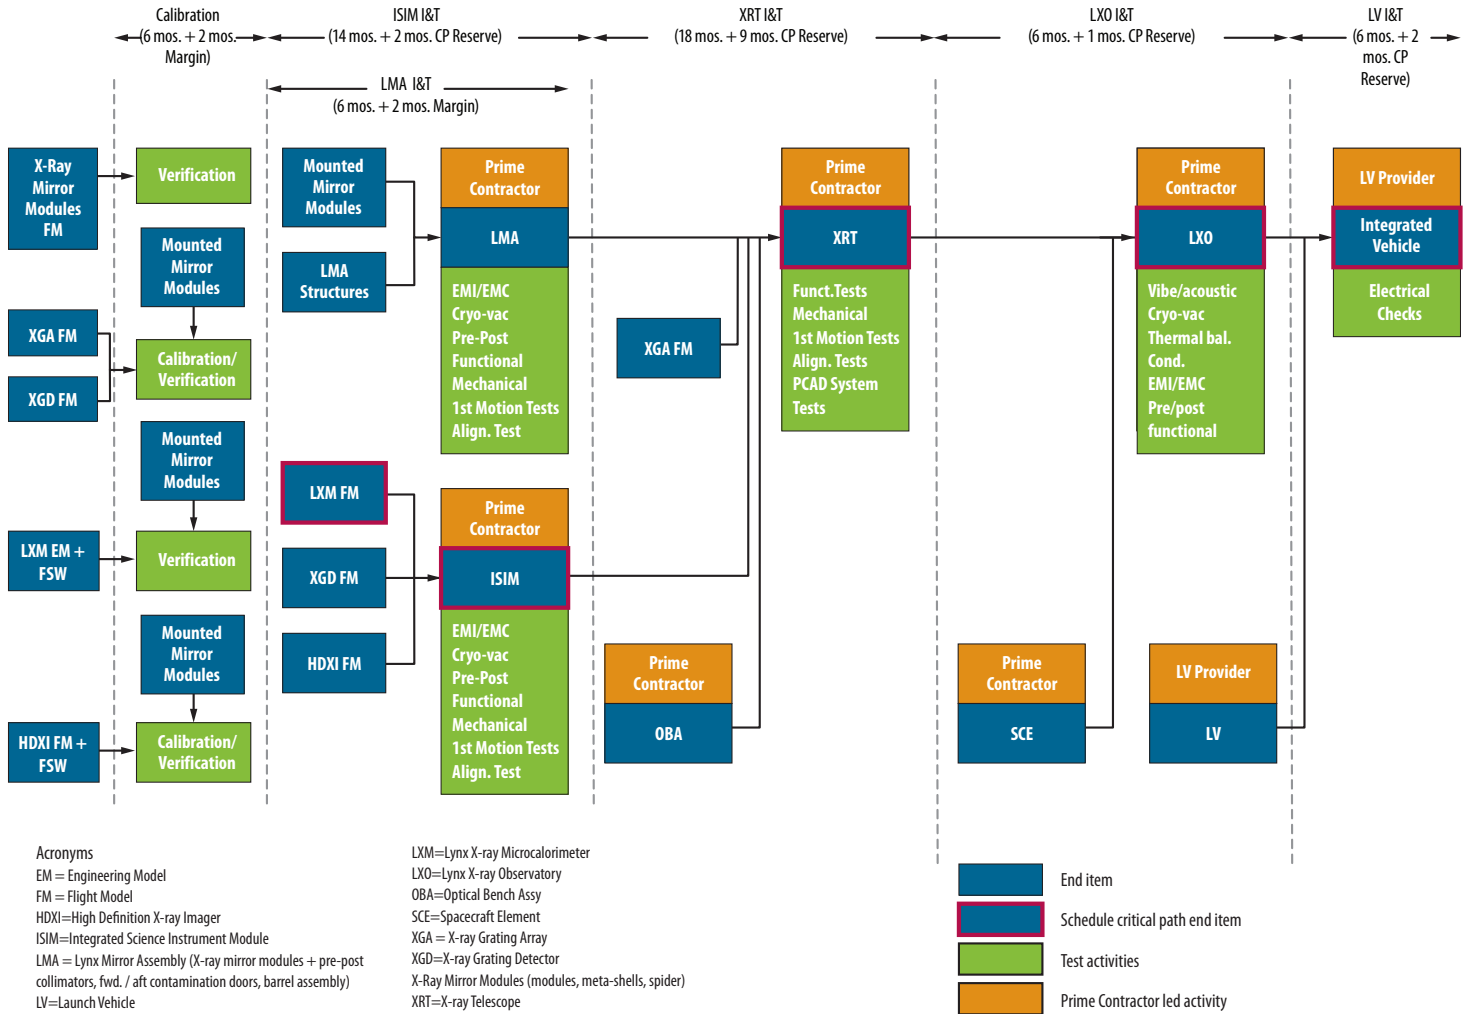 Calibration
(6 mos. + 2 mos.
Margin)
ISIM I&T
(14 mos. + 2 mos. CP Reserve)
XRT I&T
(18 mos. + 9 mos. CP Reserve)
LXO I&T
(6 mos. + 1 mos. CP Reserve)
LV I&T
(6 mos. + 2
mos. CP
Reserve)
LMA I&T
(6 mos. + 2 mos. Margin)
X-Ray
Mirror
Modules
FM
Verification
Mounted
Mirror
Modules
XGA FM
XGD FM
Calibration/
Verification
Mounted
Mirror
Modules
LXM EM +
FSW
Verification
Mounted
Mirror
Modules
HDXI FM +
FSW
Calibration/
Verification
Mounted
Mirror
Modules
LMA
Structures
Prime
Contractor
LMA
EMI/EMC
Cryo-vac
Pre-Post
Functional
Mechanical
1st Motion Tests
Align. Test
LXM FM
XGD FM
HDXI FM
Prime
Contractor
ISIM
EMI/EMC
Cryo-vac
Pre-Post
Functional
Mechanical
1st Motion Tests
Align. Test
XGA FM
Prime
Contractor
OBA
Prime
Contractor
XRT
Funct.Tests
Mechanical
1st Motion Tests
Align. Tests
PCAD System
Tests
Prime
Contractor
SCE
Prime
Contractor
LXO
Vibe/acoustic
Cryo-vac
Thermal bal.
Cond.
EMI/EMC
Pre/post
functional
LV Provider
LV
LV Provider
Integrated
Vehicle
Electrical
Checks
Acronyms
EM = Engineering Model
FM = Flight Model
HDXI=High Definition X-ray Imager
ISIM=Integrated Science Instrument Module
LMA = Lynx Mirror Assembly (X-ray mirror modules + pre-post
collimators, fwd. / aft contamination doors, barrel assembly)
LV=Launch Vehicle
LXM=Lynx X-ray Microcalorimeter
LXO=Lynx X-ray Observatory
OBA=Optical Bench Assy
SCE=Spacecraft Element
XGA = X-ray Grating Array
XGD=X-ray Grating Detector
X-Ray Mirror Modules (modules, meta-shells, spider)
XRT=X-ray Telescope
End item
Schedule critical path end item
Test activities
Prime Contractor led activity